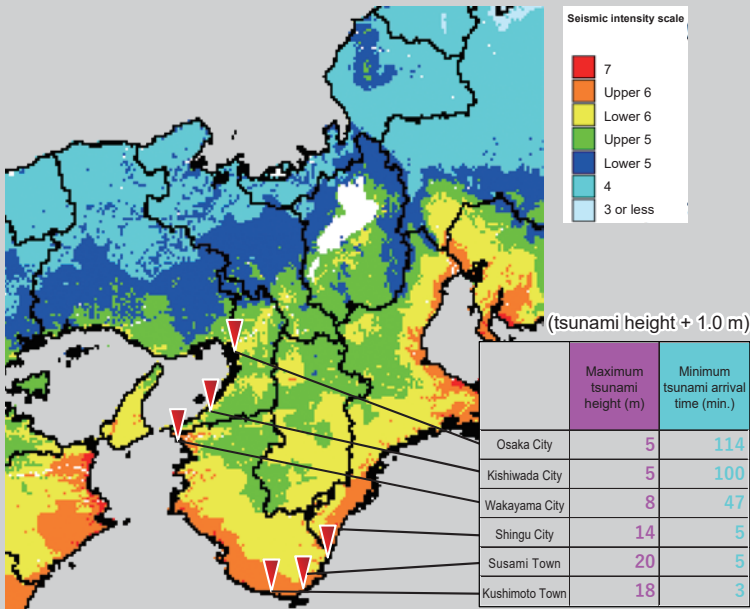 Seismic intensity scale
7
Upper 6
Lower 6
Upper 5
Lower 5
4
3 or less
(tsunami height + 1.0 m)
Maximum
tsunami
height (m)
Minimum
tsunami arrival
time (min.)
Osaka City 5 114
Kishiwada City 5 100
Wakayama City 8 47
Shingu City 14 5
Susami Town 20 5
Kushimoto Town 18 3